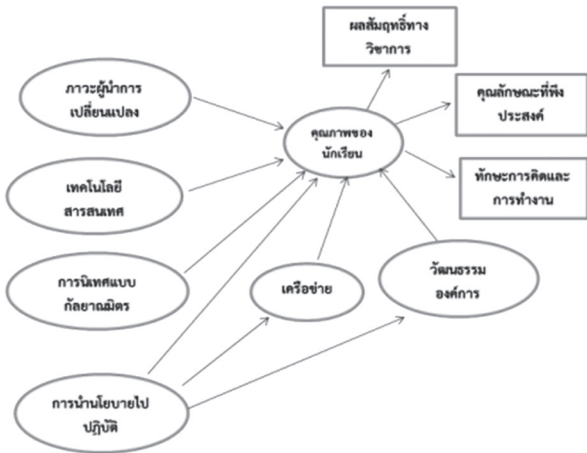 ผลสัมฤทธิ์ทาง
วิชาการ
ภาวะผู้นำการ
เปลี่ยนแปลง
คุณลักษณะที่พึง
ประสงค์
คุณภาพของ
นักเรียน
เทคโนโลยี
สารสนเทศ
ทักษะการคิดและ
การทำงาน
การนิเทศแบบ
กัลยาณมิตร
เครือข่าย
วัฒนธรรม
องค์การ
การนำนโยบายไป
ปฏิบัติ